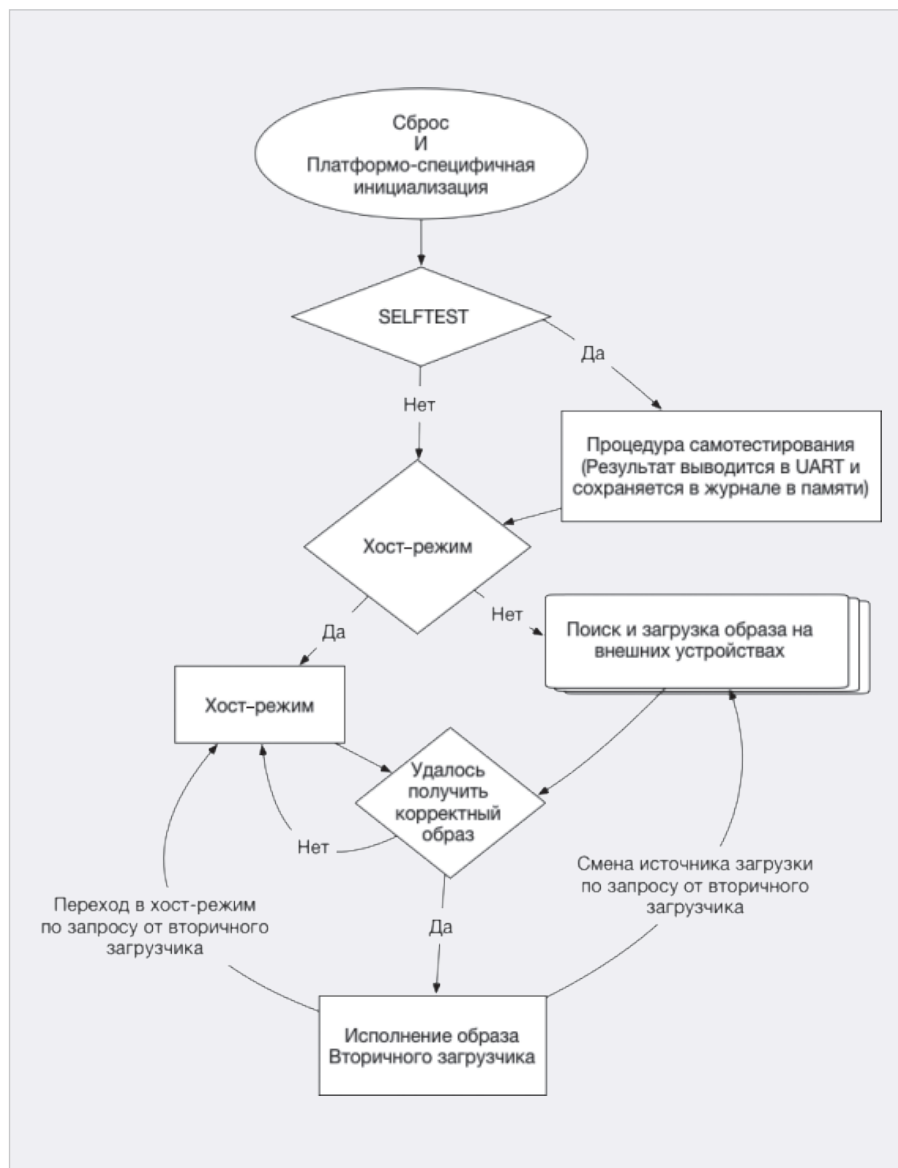 Сброс
И
Платформо-специфичная
инициализация
SELFTEST
Да
Нет
Процедура самотестирования
(Результат выводится в UART и
сохраняется в журнале в памяти)
Хост-режим
Нет
Да
Поиск и загрузка образа на
внешних устройствах
Хост-режим
Удалось
получить
корректный
образ
Нет
Смена источника загрузки
по запросу от вторичного
загрузчика
Переход в хост-режим
по запросу от вторичного
загрузчика
Да
Исполнение образа
Вторичного загрузчика